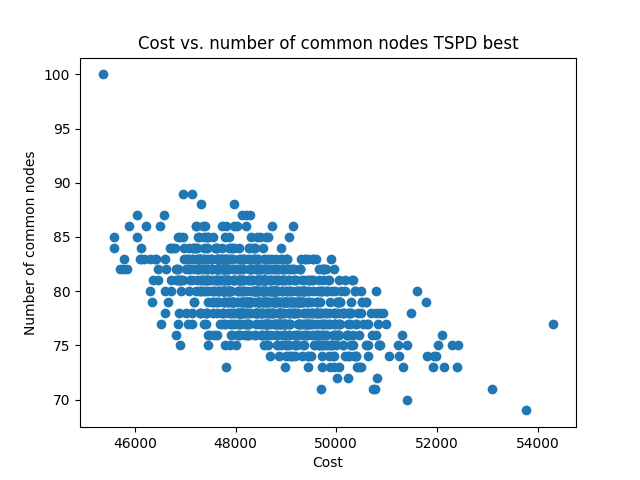 Cost vs. number of common nodes TSPD best
100
95
90
85
80
75
70
Number of common nodes
46000 48000 50000 52000 54000
Cost